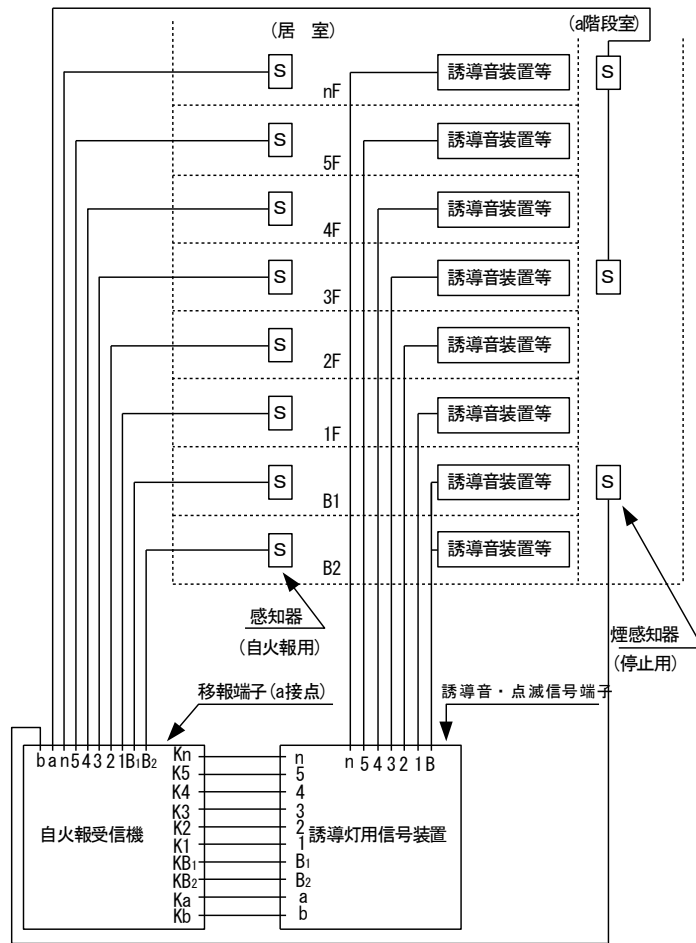 (居　室)
(a階段室)
S
誘導音装置等
S
nF
S
誘導音装置等
5F
S
誘導音装置等
4F
S
誘導音装置等
S
3F
S
誘導音装置等
2F
S
誘導音装置等
1F
S
誘導音装置等
S
B1
S
誘導音装置等
B2
感知器
(自火報用)
煙感知器
(停止用)
移報端子(a接点)
誘導音・点滅信号端子
b a n 5 4 3 2 1 B₁ B₂
n 5 4 3 2 1 B
自火報受信機
誘導灯用信号装置
Kn n
K5 5
K4 4
K3 3
K2 2
K1 1
KB₁ B₁
KB₂ B₂
Ka a
Kb b